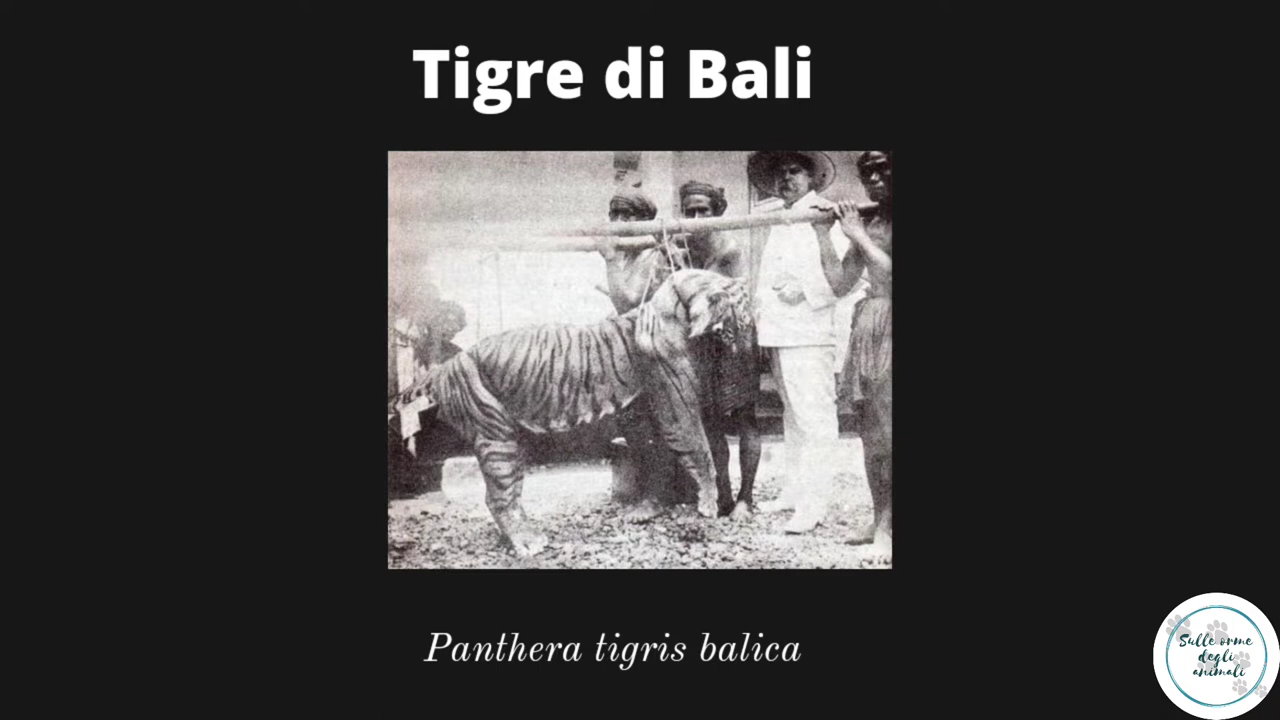 Tigre di Bali
Panthera tigris balica
Sulle orme
degli
animali